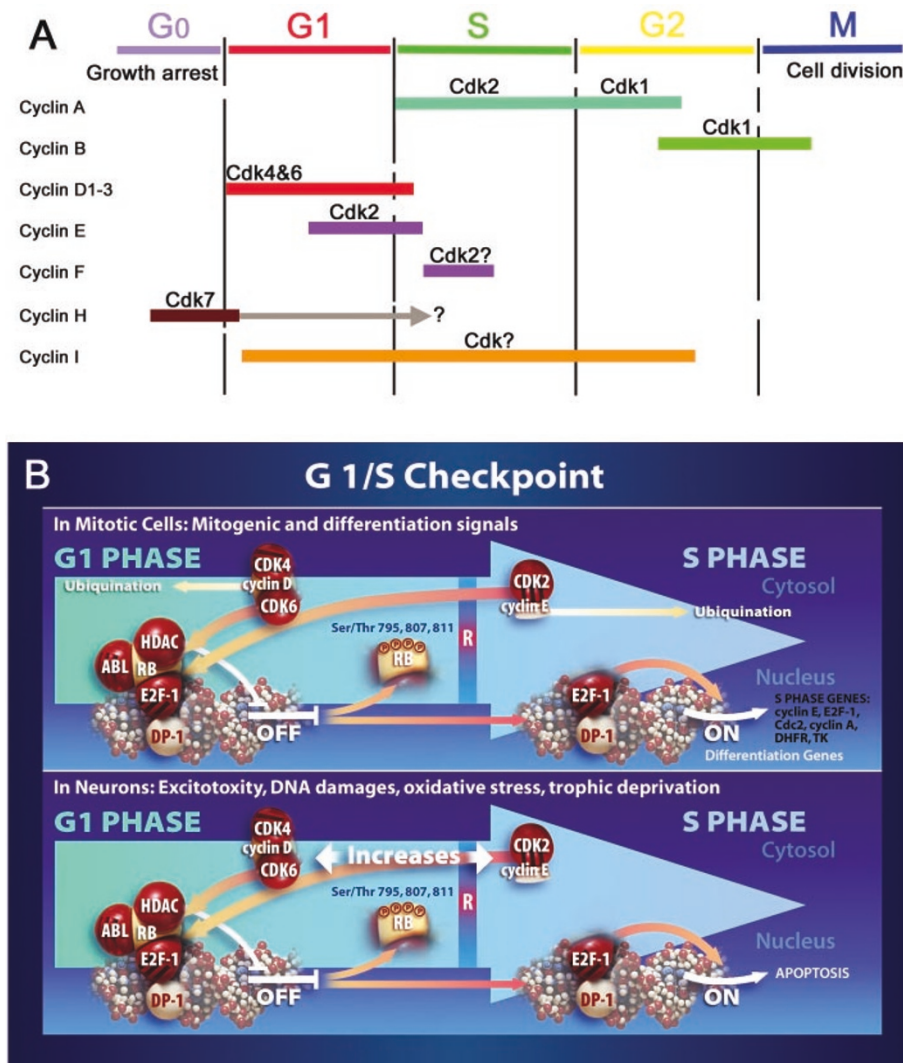 A
G0 G1 S G2 M
Growth arrest Cell division
Cyclin A Cdk2 Cdk1
Cyclin B Cdk1
Cyclin D1-3 Cdk4&6
Cyclin E Cdk2
Cyclin F Cdk2?
Cyclin H Cdk7 ?
Cyclin I Cdk?
B
G 1/S Checkpoint
In Mitotic Cells: Mitogenic and differentiation signals
G1 PHASE S PHASE
CDK4
cyclin D
CDK6
Ubiquination
CDK2
cyclin E
Cytosol
Ubiquination
Ser/Thr 795, 807, 811
P P P P
RB
R
HDAC
ABL RB
E2F-1
DP-1
OFF
E2F-1
DP-1
ON
Nucleus
S PHASE GENES:
cyclin E, E2F-1,
Cdc2, cyclin A,
DHFR, TK
Differentiation Genes
In Neurons: Excitotoxity, DNA damages, oxidative stress, trophic deprivation
G1 PHASE S PHASE
CDK4
cyclin D
CDK6
Increases
CDK2
cyclin E
Cytosol
Ser/Thr 795, 807, 811
P P P P
RB
R
HDAC
ABL RB
E2F-1
DP-1
OFF
E2F-1
DP-1
ON
Nucleus
APOPTOSIS